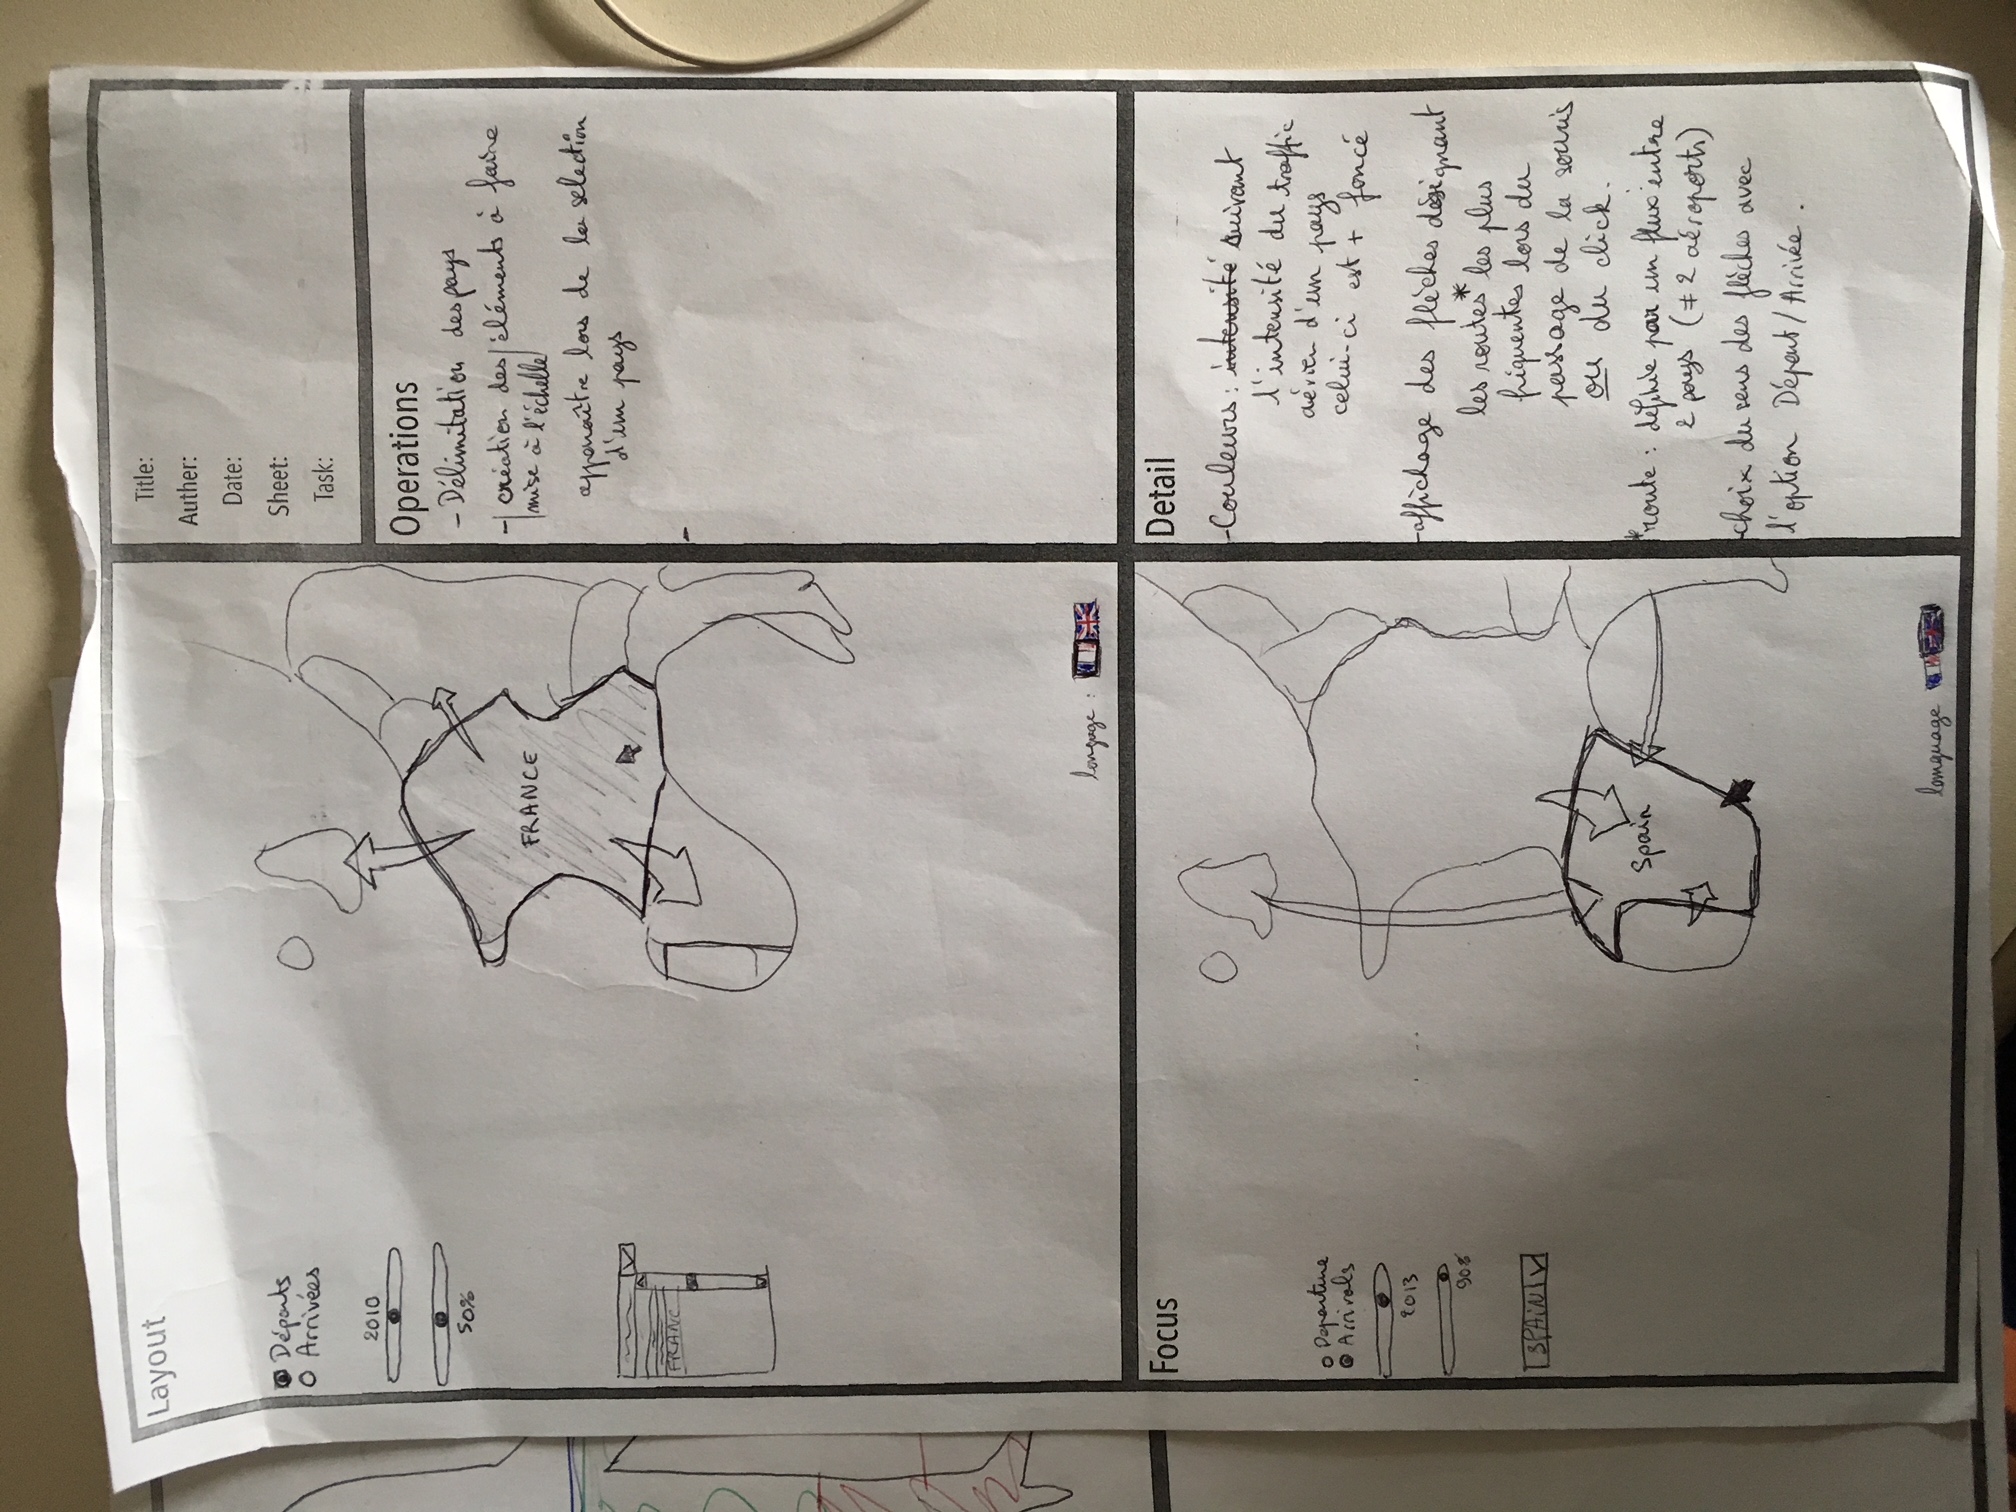 Layout
Départs
Arrivées
2010
50%
FRANC
FRANCE
langage :
Title:
Auther:
Date:
Sheet:
Task:
Operations
- Délimitation des pays
- création des éléments à faire
mise à l'échelle
apparaître lors de la selection
d'un pays
-
Focus
Departure
Arrivals
2013
90%
SPAIN
Spain
language
Detail
- Couleurs : intensité suivant
l'intensité du traffic
aérien d'un pays
celui-ci est + foncé
- affichage des flèches désignant
les routes* les plus
fréquentes lors du
passage de la souris
ou du click.
*route : définie par un flux entre
2 pays (≠ 2 aéroports)
- choix du sens des flèches avec
l'option Départ/Arrivée.